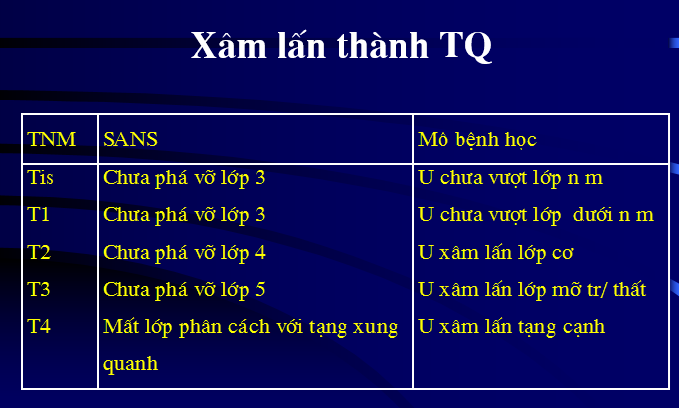 Xâm lấn thành TQ
TNM SANS Mô bệnh học
Tis Chưa phá vỡ lớp 3 U chưa vượt lớp n m
T1 Chưa phá vỡ lớp 3 U chưa vượt lớp dưới n m
T2 Chưa phá vỡ lớp 4 U xâm lấn lớp cơ
T3 Chưa phá vỡ lớp 5 U xâm lấn lớp mỡ tr/ thất
T4 Mất lớp phân cách với tạng xung U xâm lấn tạng cạnh
quanh